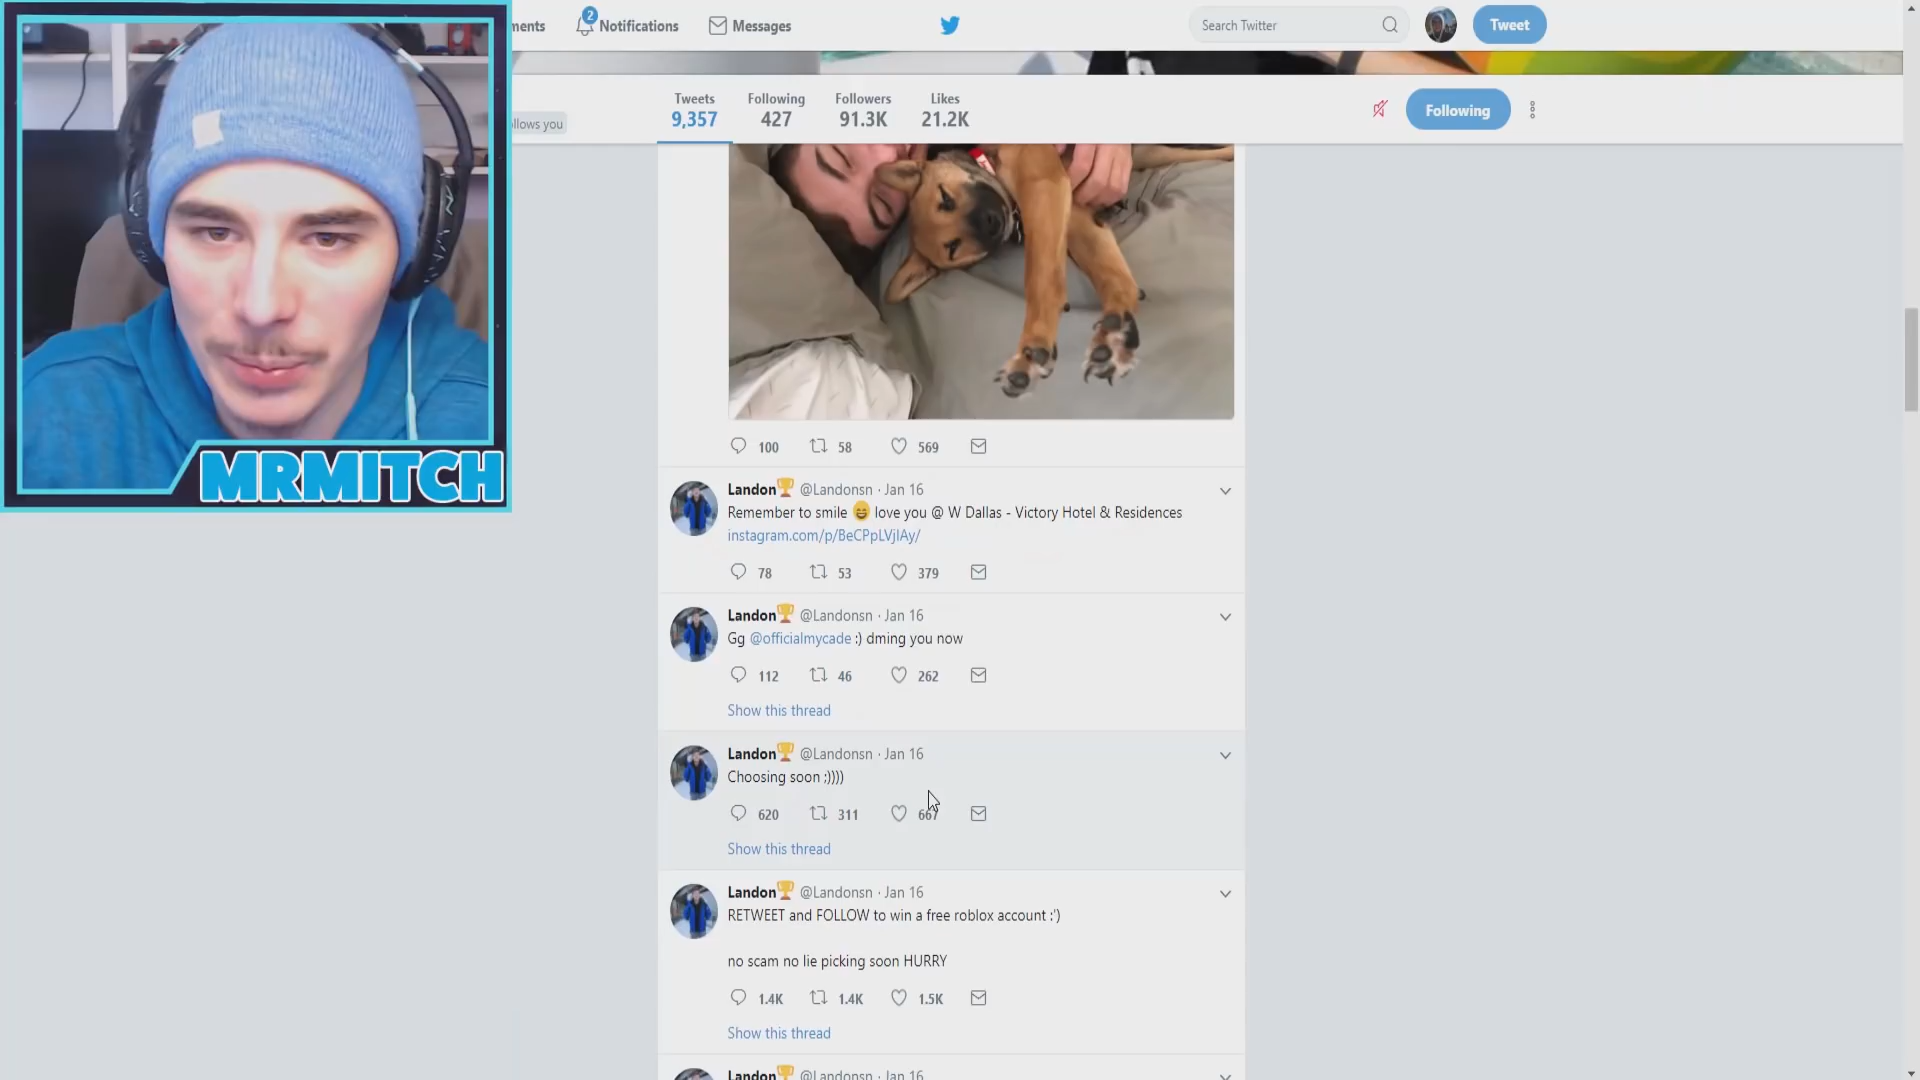 ments
2
Notifications
Messages
Search Twitter
Tweet
llows you
Tweets
9,357
Following
427
Followers
91.3K
Likes
21.2K
Following
MRMITCH
100 58 569
Landon🏆 @Landonsn · Jan 16
Remember to smile 😄 love you @ W Dallas - Victory Hotel & Residences
instagram.com/p/BeCPpLVjlAy/
78 53 379
Landon🏆 @Landonsn · Jan 16
Gg @officialmycade :) dming you now
112 46 262
Show this thread
Landon🏆 @Landonsn · Jan 16
Choosing soon ;))))
620 311 667
Show this thread
Landon🏆 @Landonsn · Jan 16
RETWEET and FOLLOW to win a free roblox account :')
no scam no lie picking soon HURRY
1.4K 1.4K 1.5K
Show this thread
Landon🏆 @Landonsn · Jan 16